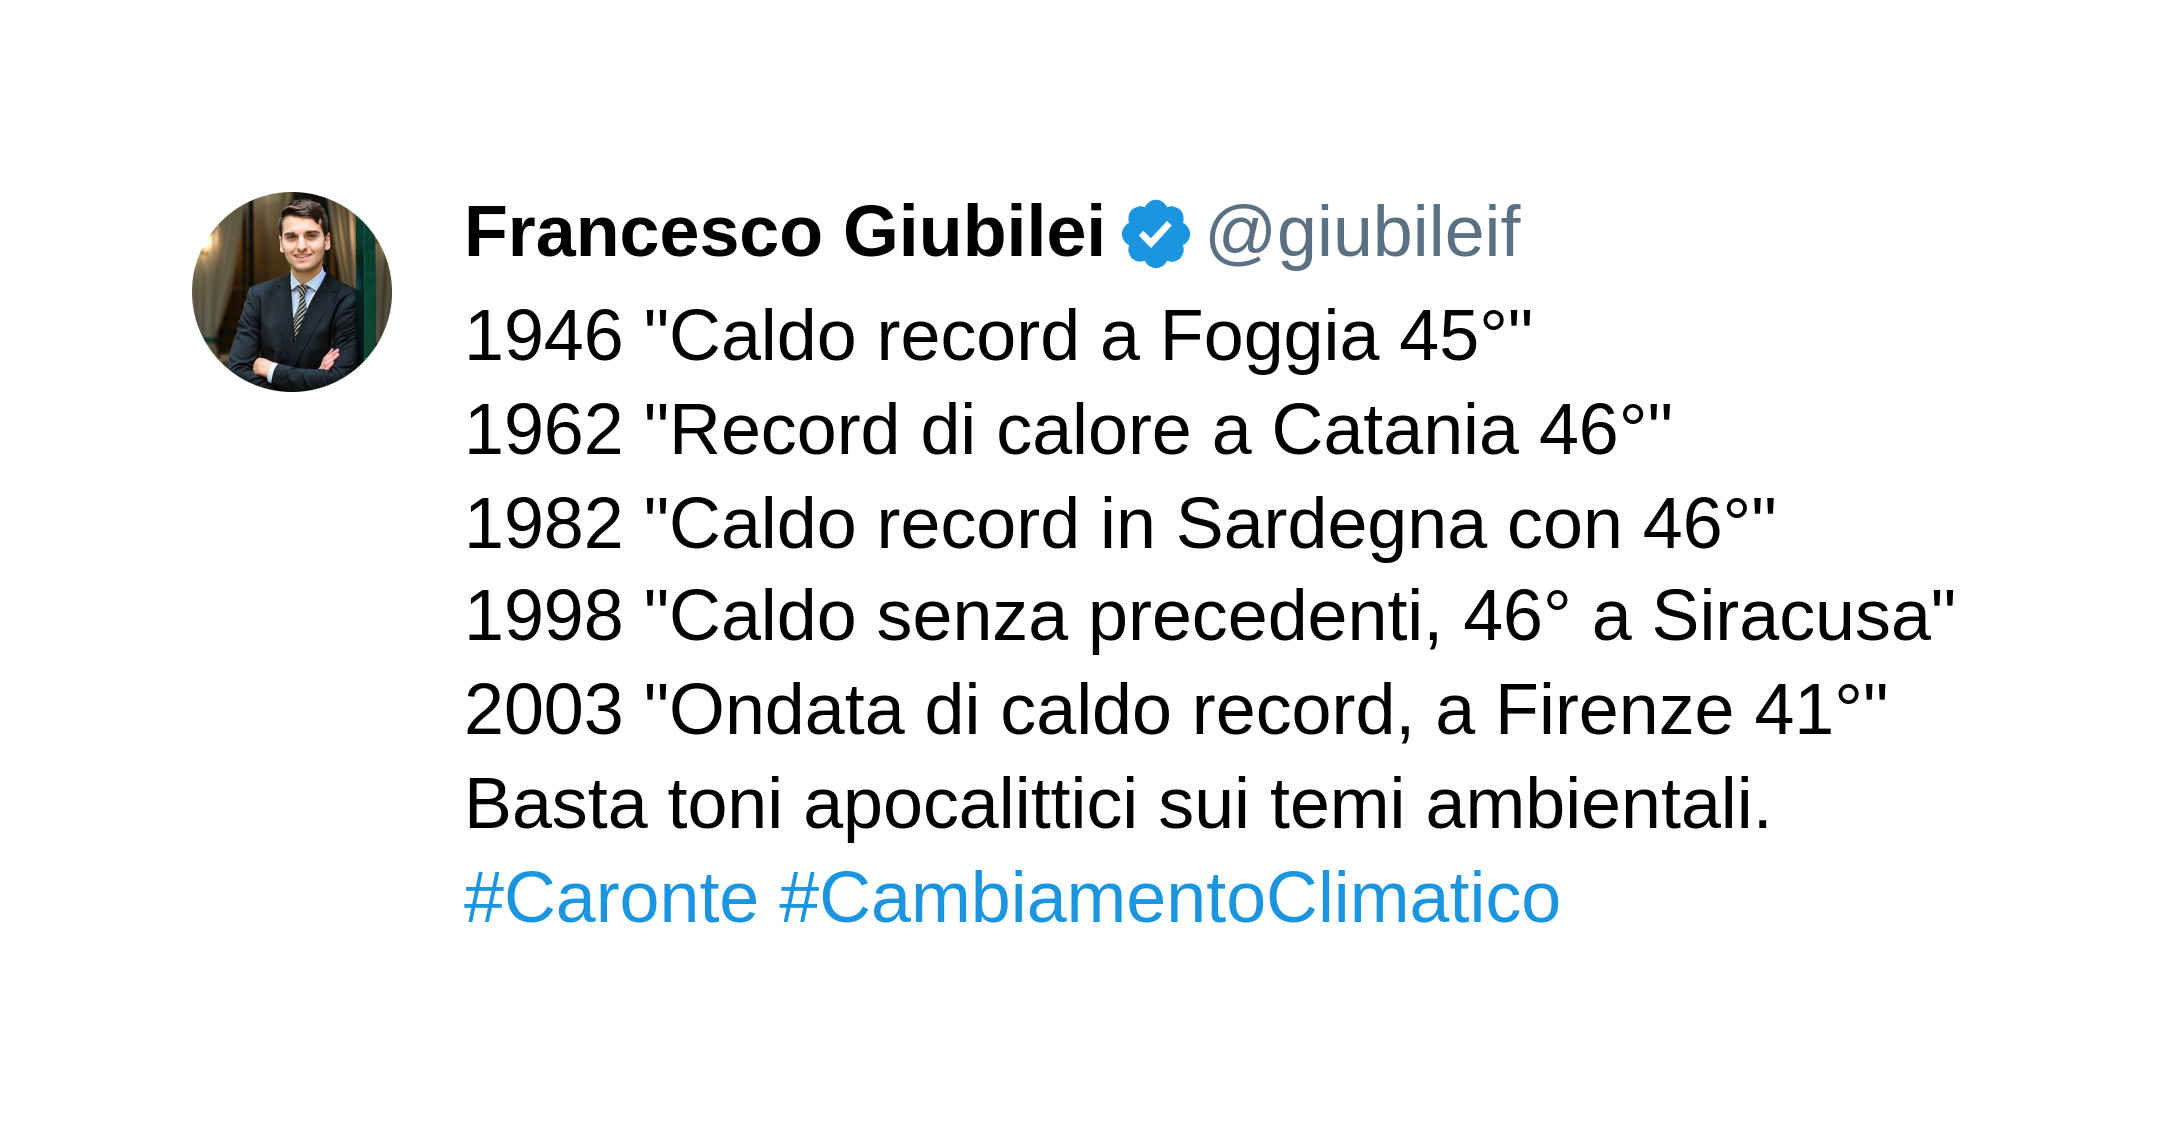 Francesco Giubilei @giubileif
1946 "Caldo record a Foggia 45°"
1962 "Record di calore a Catania 46°"
1982 "Caldo record in Sardegna con 46°"
1998 "Caldo senza precedenti, 46° a Siracusa"
2003 "Ondata di caldo record, a Firenze 41°"
Basta toni apocalittici sui temi ambientali.
#Caronte #CambiamentoClimatico